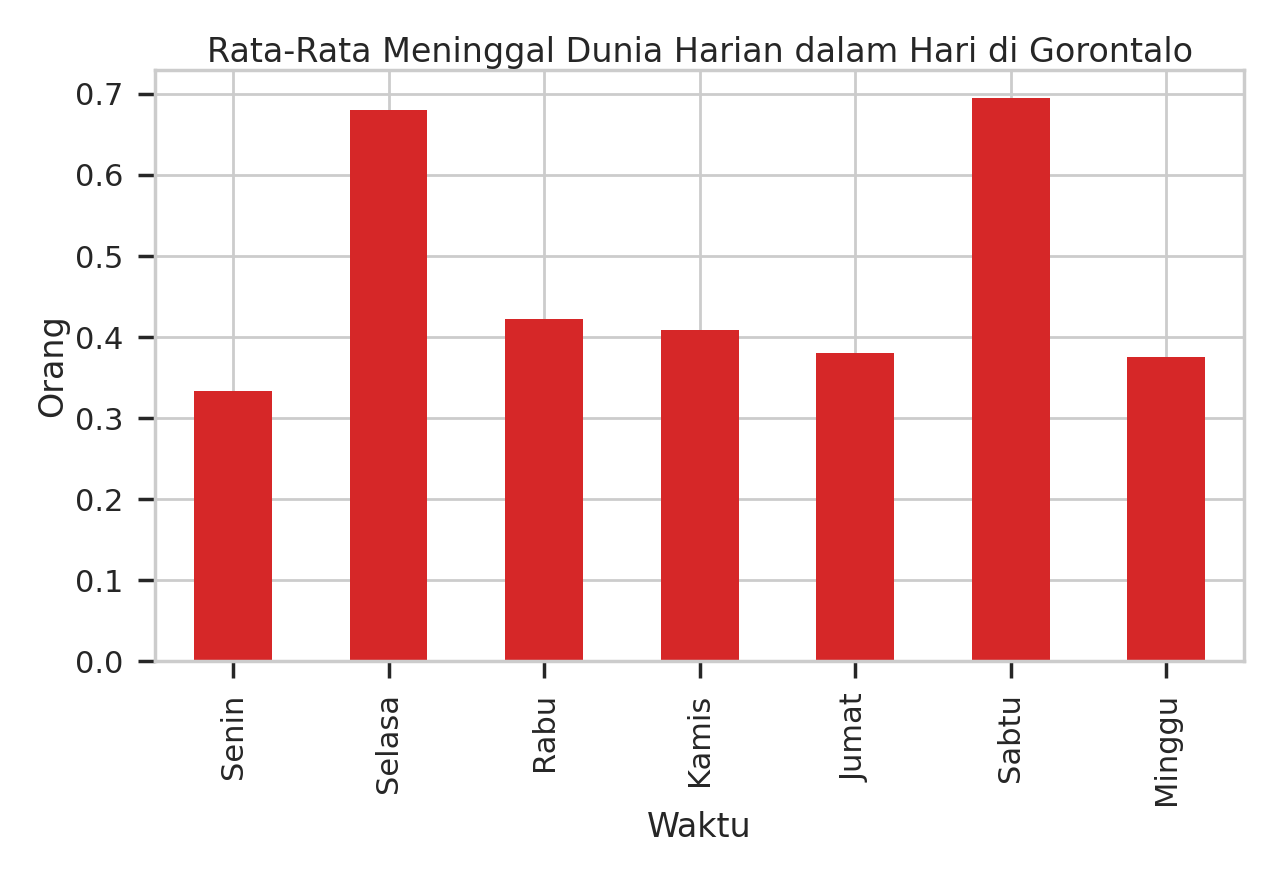 Rata-Rata Meninggal Dunia Harian dalam Hari di Gorontalo
0.7
0.6
0.5
0.4
0.3
0.2
0.1
0.0
Orang
Senin
Selasa
Rabu
Kamis
Jumat
Sabtu
Minggu
Waktu